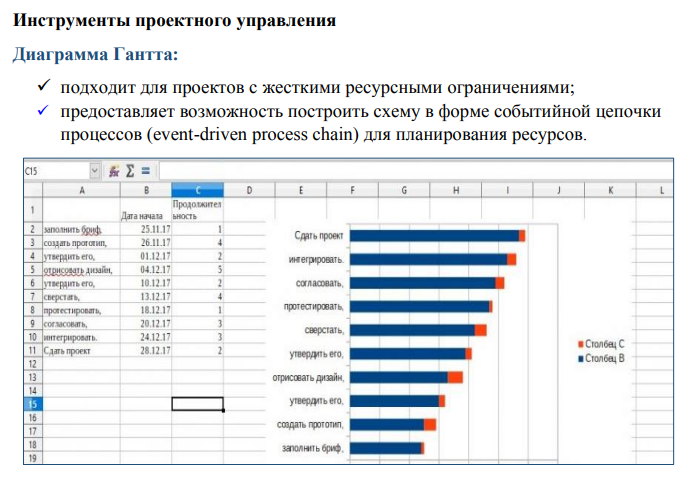 Инструменты проектного управления
Диаграмма Гантта:
✓ подходит для проектов с жесткими ресурсными ограничениями;
✓ предоставляет возможность построить схему в форме событийной цепочки
процессов (event-driven process chain) для планирования ресурсов.
C15
A B C D E F G H I J K L
1 Дата начала Продолжител
ьность
2 заполнить бриф, 25.11.17 1
3 создать прототип, 26.11.17 4
4 утвердить его, 01.12.17 2
5 отрисовать дизайн, 04.12.17 5
6 утвердить его, 10.12.17 2
7 сверстать, 13.12.17 4
8 протестировать, 18.12.17 1
9 согласовать, 20.12.17 3
10 интегрировать. 24.12.17 3
11 Сдать проект 28.12.17 2
12
13
14
15
16
17
18
19
Сдать проект
интегрировать.
согласовать,
протестировать,
сверстать,
утвердить его,
отрисовать дизайн,
утвердить его,
создать прототип,
заполнить бриф,
Столбец C
Столбец B